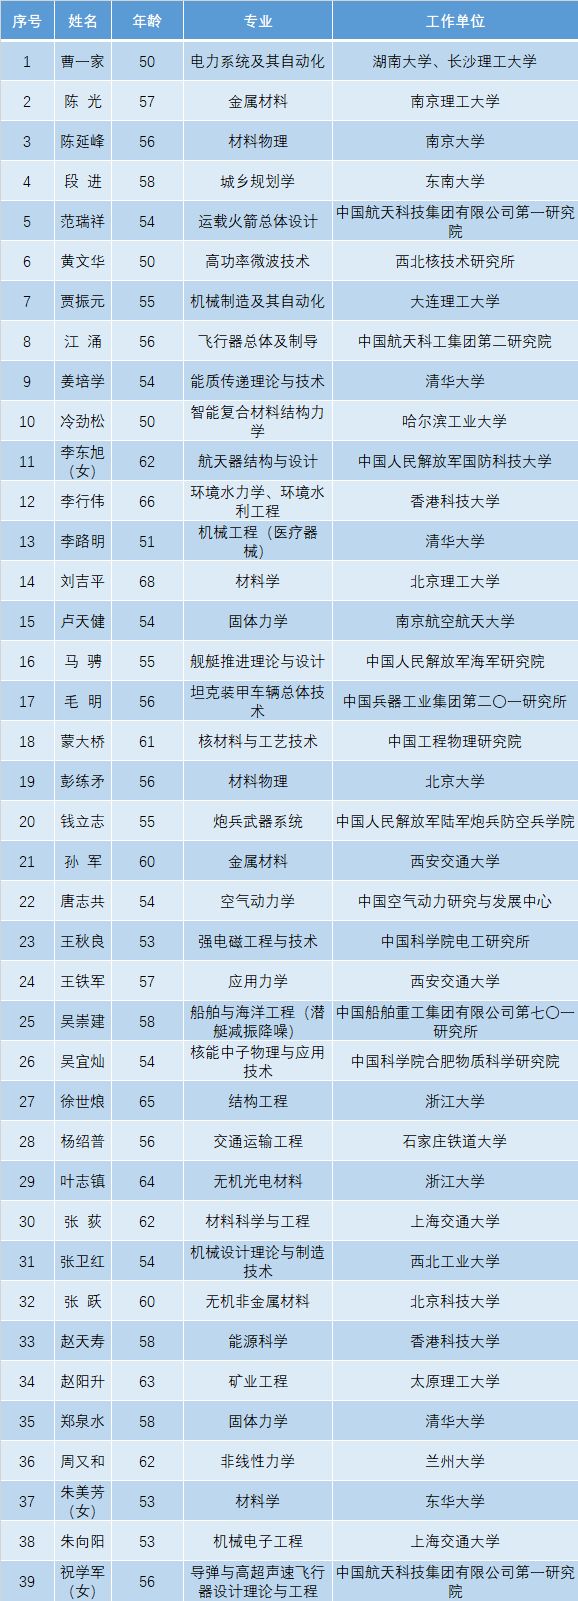 序号 姓名 年龄 专业 工作单位
1 曹一家 50 电力系统及其自动化 湖南大学、长沙理工大学
2 陈 光 57 金属材料 南京理工大学
3 陈延峰 56 材料物理 南京大学
4 段 进 58 城乡规划学 东南大学
5 范瑞祥 54 运载火箭总体设计 中国航天科技集团有限公司第一研究
院
6 黄文华 50 高功率微波技术 西北核技术研究所
7 贾振元 55 机械制造及其自动化 大连理工大学
8 江 涌 56 飞行器总体及制导 中国航天科工集团第二研究院
9 姜培学 54 能质传递理论与技术 清华大学
10 冷劲松 50 智能复合材料结构力
学 哈尔滨工业大学
11 李东旭
（女） 62 航天器结构与设计 中国人民解放军国防科技大学
12 李行伟 66 环境水力学、环境水
利工程 香港科技大学
13 李路明 51 机械工程（医疗器
械） 清华大学
14 刘吉平 68 材料学 北京理工大学
15 卢天健 54 固体力学 南京航空航天大学
16 马 骋 55 舰艇推进理论与设计 中国人民解放军海军研究院
17 毛 明 56 坦克装甲车辆总体技
术 中国兵器工业集团第二〇一研究所
18 蒙大桥 61 核材料与工艺技术 中国工程物理研究院
19 彭练矛 56 材料物理 北京大学
20 钱立志 55 炮兵武器系统 中国人民解放军陆军炮兵防空兵学院
21 孙 军 60 金属材料 西安交通大学
22 唐志共 54 空气动力学 中国空气动力研究与发展中心
23 王秋良 53 强电磁工程与技术 中国科学院电工研究所
24 王铁军 57 应用力学 西安交通大学
25 吴崇建 58 船舶与海洋工程（潜
艇减振降噪） 中国船舶重工集团有限公司第七〇一
研究所
26 吴宜灿 54 核能中子物理与应用
技术 中国科学院合肥物质科学研究院
27 徐世烺 65 结构工程 浙江大学
28 杨绍普 56 交通运输工程 石家庄铁道大学
29 叶志镇 64 无机光电材料 浙江大学
30 张 荻 62 材料科学与工程 上海交通大学
31 张卫红 54 机械设计理论与制造
技术 西北工业大学
32 张 跃 60 无机非金属材料 北京科技大学
33 赵天寿 58 能源科学 香港科技大学
34 赵阳升 63 矿业工程 太原理工大学
35 郑泉水 58 固体力学 清华大学
36 周又和 62 非线性力学 兰州大学
37 朱美芳
（女） 53 材料学 东华大学
38 朱向阳 53 机械电子工程 上海交通大学
39 祝学军
（女） 56 导弹与高超声速飞行
器设计理论与工程 中国航天科技集团有限公司第一研究
院